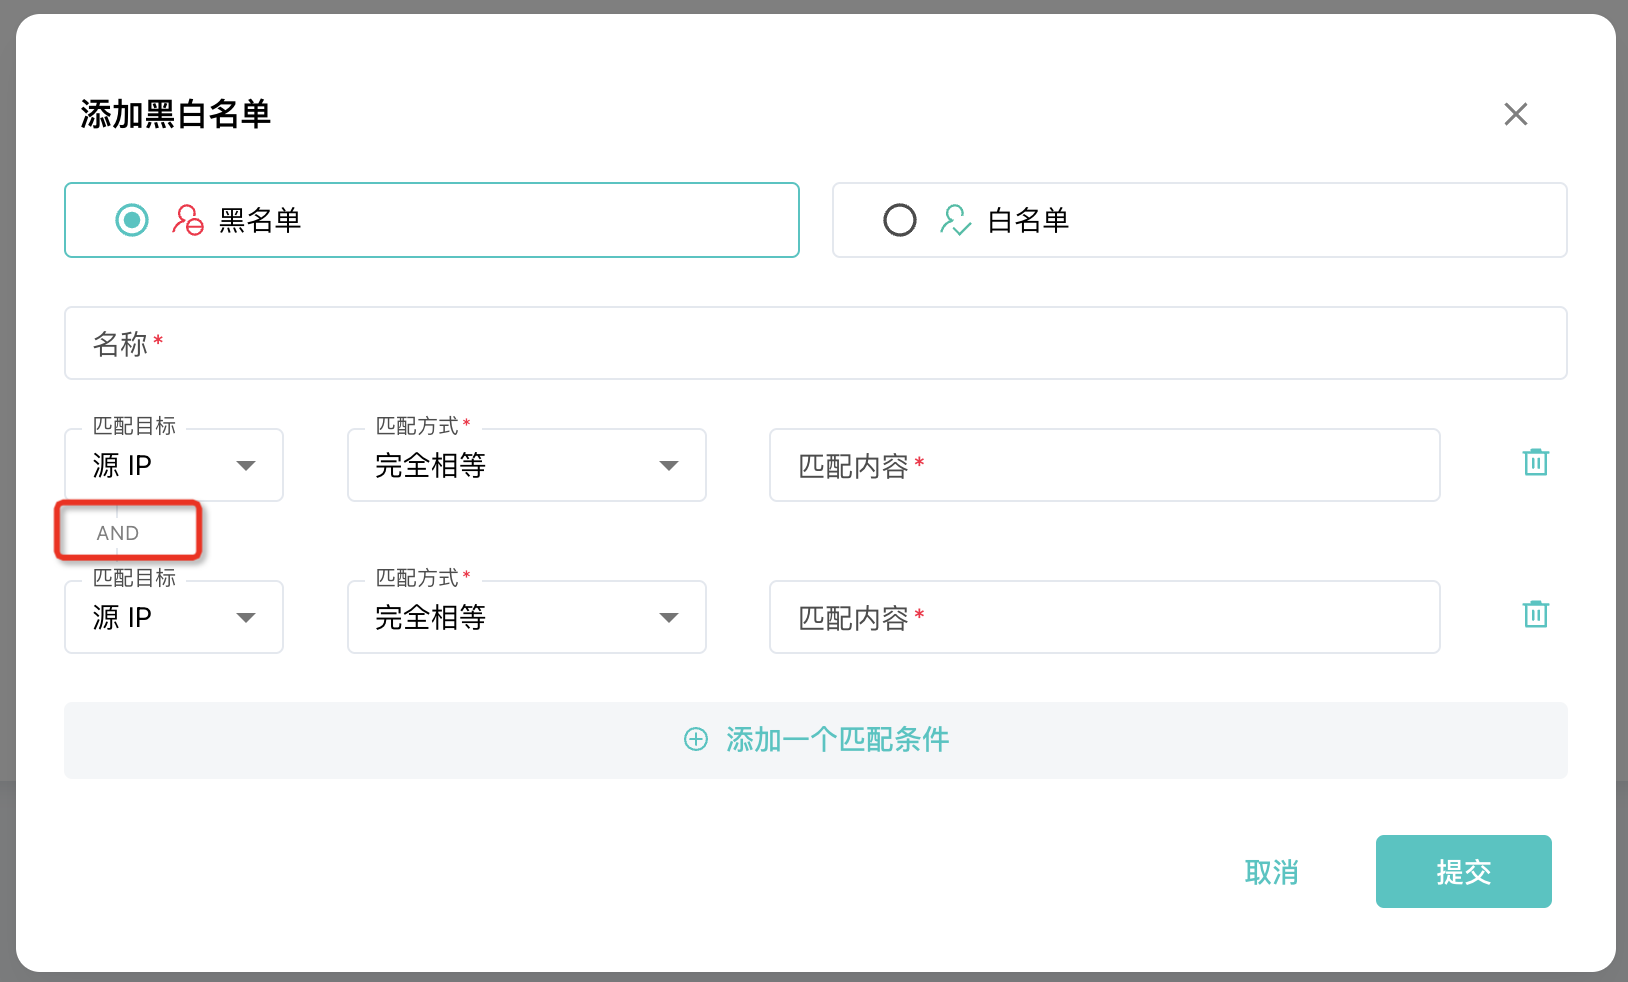 添加黑白名单
黑名单
白名单
名称*
匹配目标
匹配方式*
源 IP
完全相等
匹配内容*
AND
匹配目标
匹配方式*
源 IP
完全相等
匹配内容*
添加一个匹配条件
取消
提交